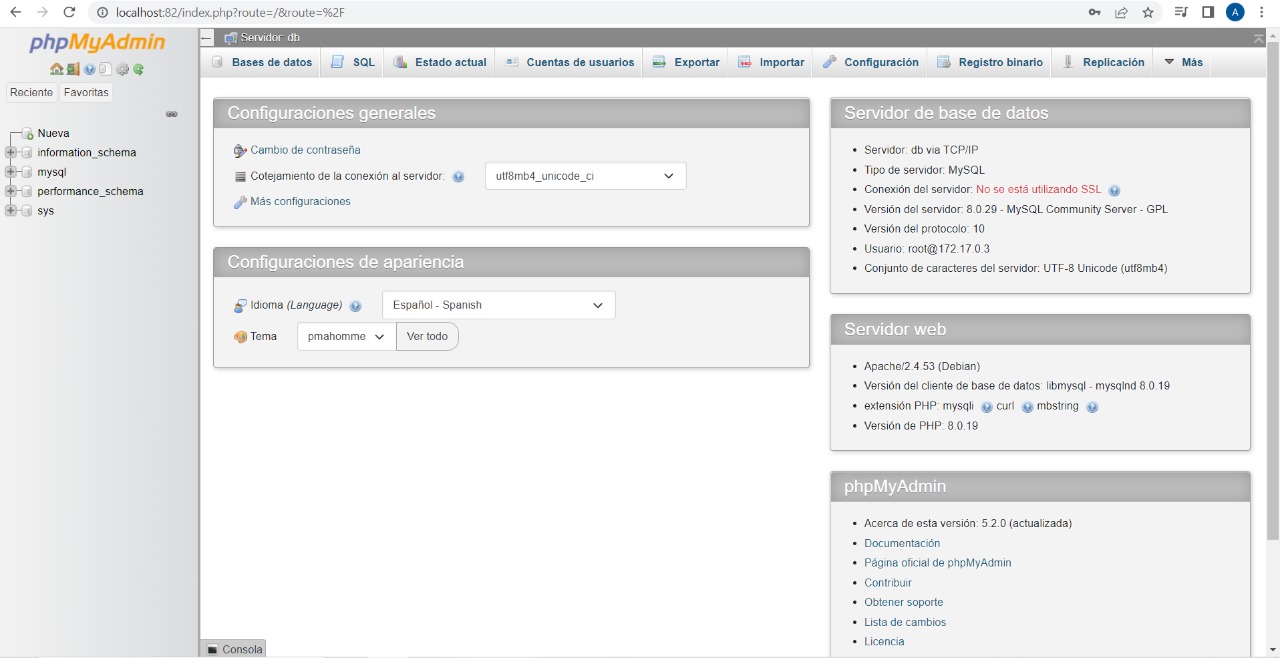 localhost:82/index.php?route=/&route=%2F
A
phpMyAdmin
Reciente Favoritas
Nueva
information_schema
mysql
performance_schema
sys
Servidor: db
Bases de datos SQL Estado actual Cuentas de usuarios Exportar Importar Configuración Registro binario Replicación Más
Configuraciones generales
Cambio de contraseña
Cotejamiento de la conexión al servidor: utf8mb4_unicode_ci
Más configuraciones
Configuraciones de apariencia
Idioma (Language) Español - Spanish
Tema pmahomme Ver todo
Servidor de base de datos
Servidor: db via TCP/IP
Tipo de servidor: MySQL
Conexión del servidor: No se está utilizando SSL
Versión del servidor: 8.0.29 - MySQL Community Server - GPL
Versión del protocolo: 10
Usuario: root@172.17.0.3
Conjunto de caracteres del servidor: UTF-8 Unicode (utf8mb4)
Servidor web
Apache/2.4.53 (Debian)
Versión del cliente de base de datos: libmysql - mysqlnd 8.0.19
extensión PHP: mysqli curl mbstring
Versión de PHP: 8.0.19
phpMyAdmin
Acerca de esta versión: 5.2.0 (actualizada)
Documentación
Página oficial de phpMyAdmin
Contribuir
Obtener soporte
Lista de cambios
Licencia
Consola